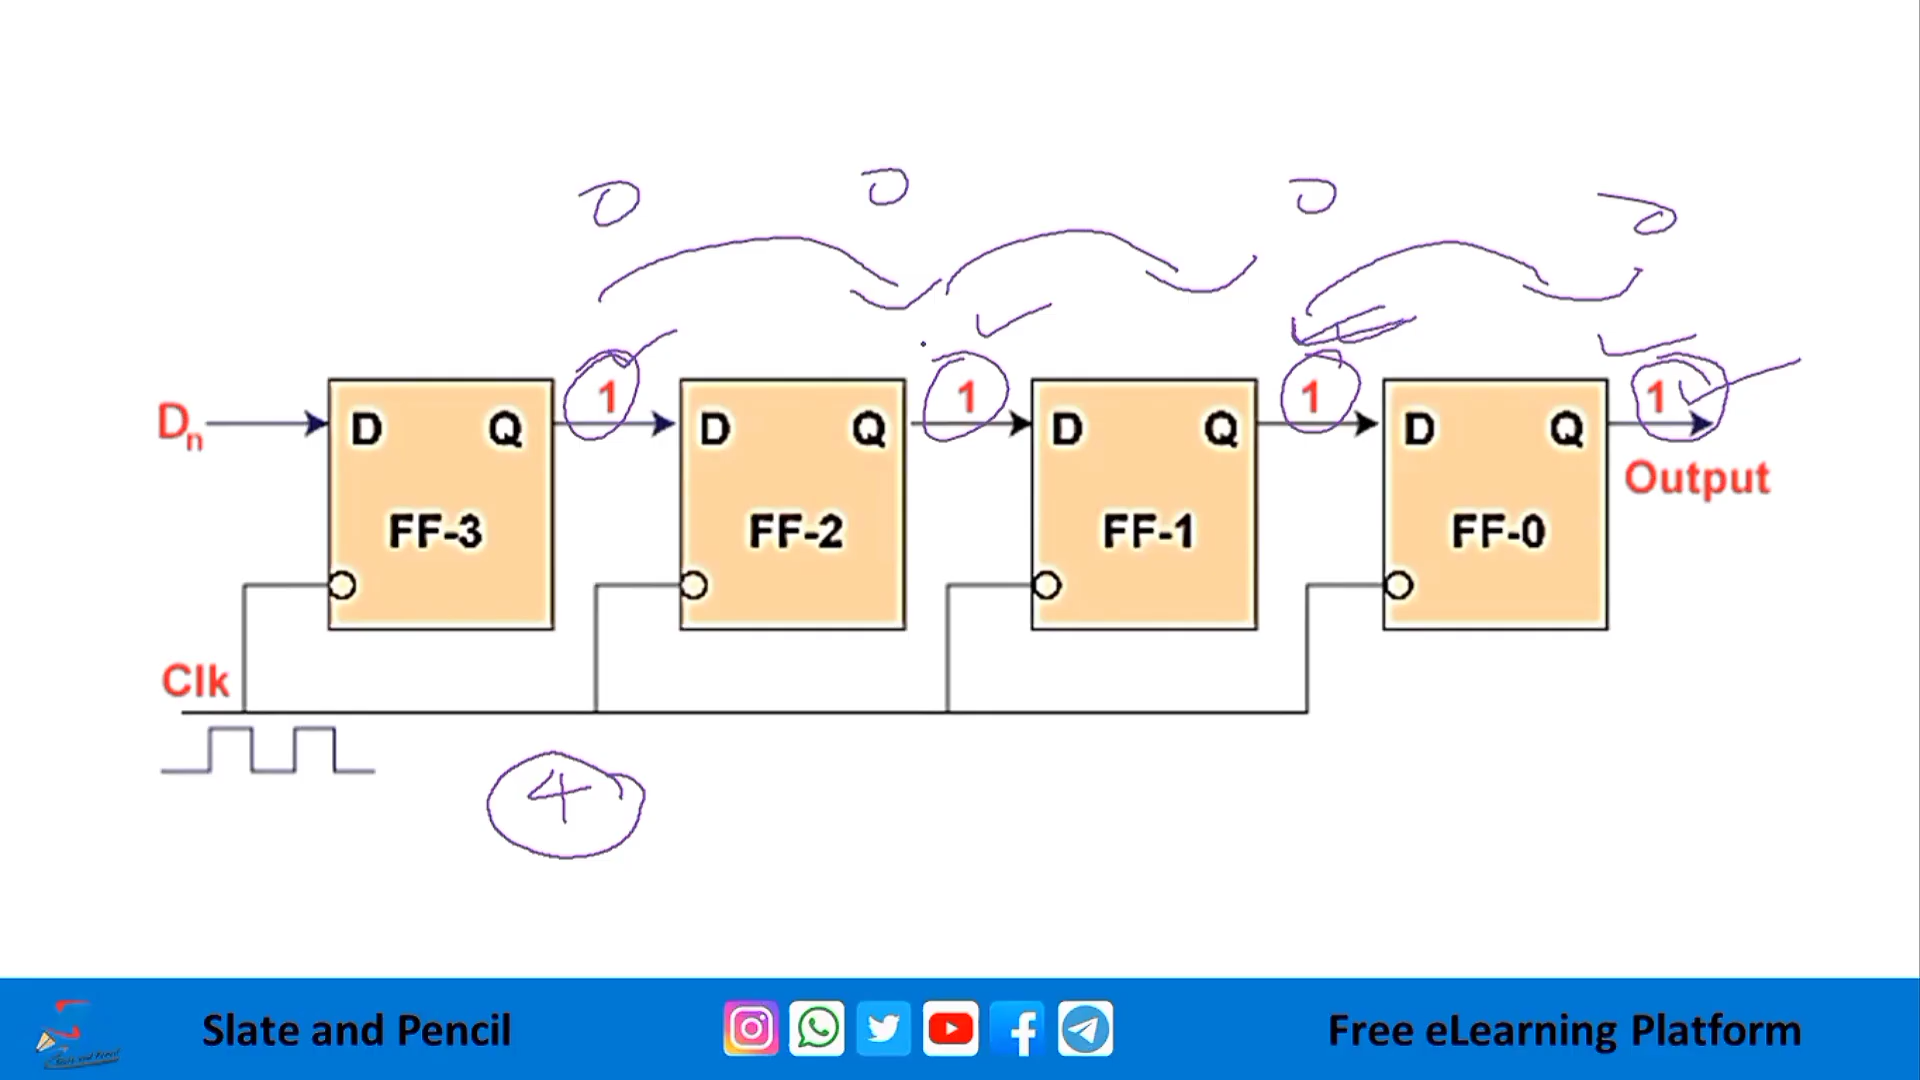 0 0 0 0
1 1 1 1
Dn D Q D Q D Q D Q
Output
FF-3 FF-2 FF-1 FF-0
Clk
4
Slate and Pencil Free eLearning Platform